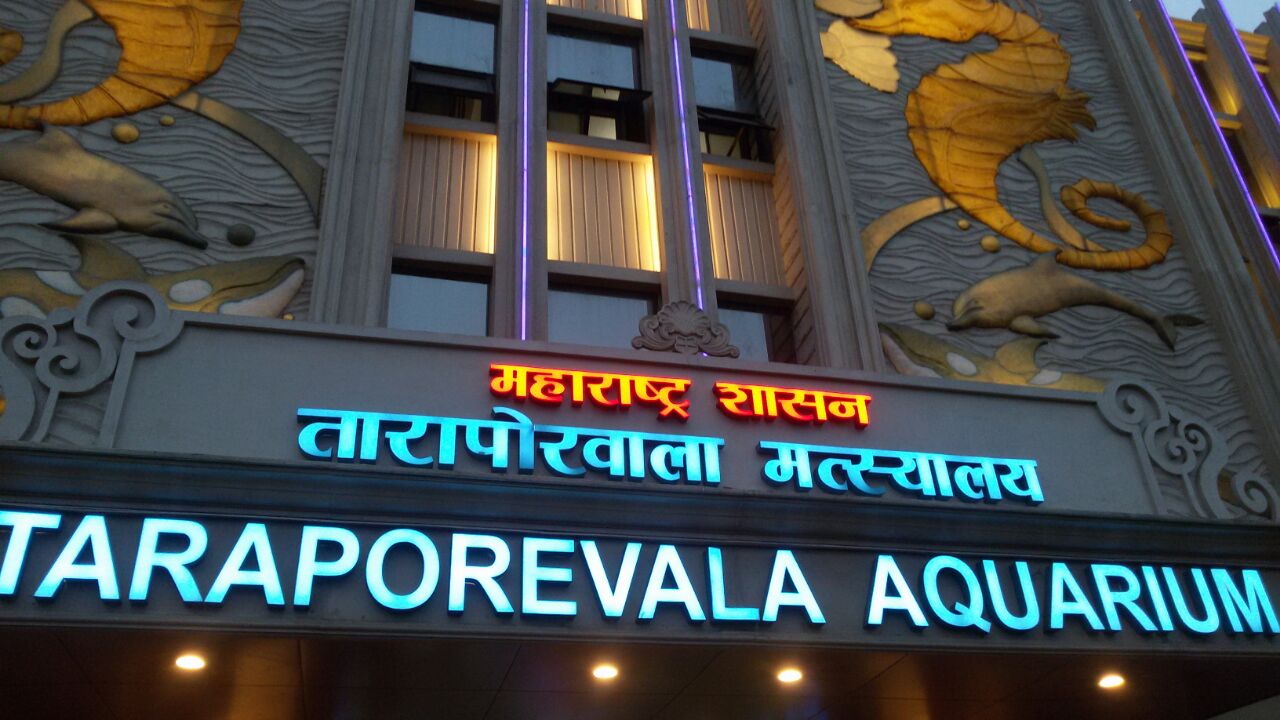 महाराष्ट्र शासन
तारापोरवाला मत्स्यालय
TARAPOREVALA AQUARIUM